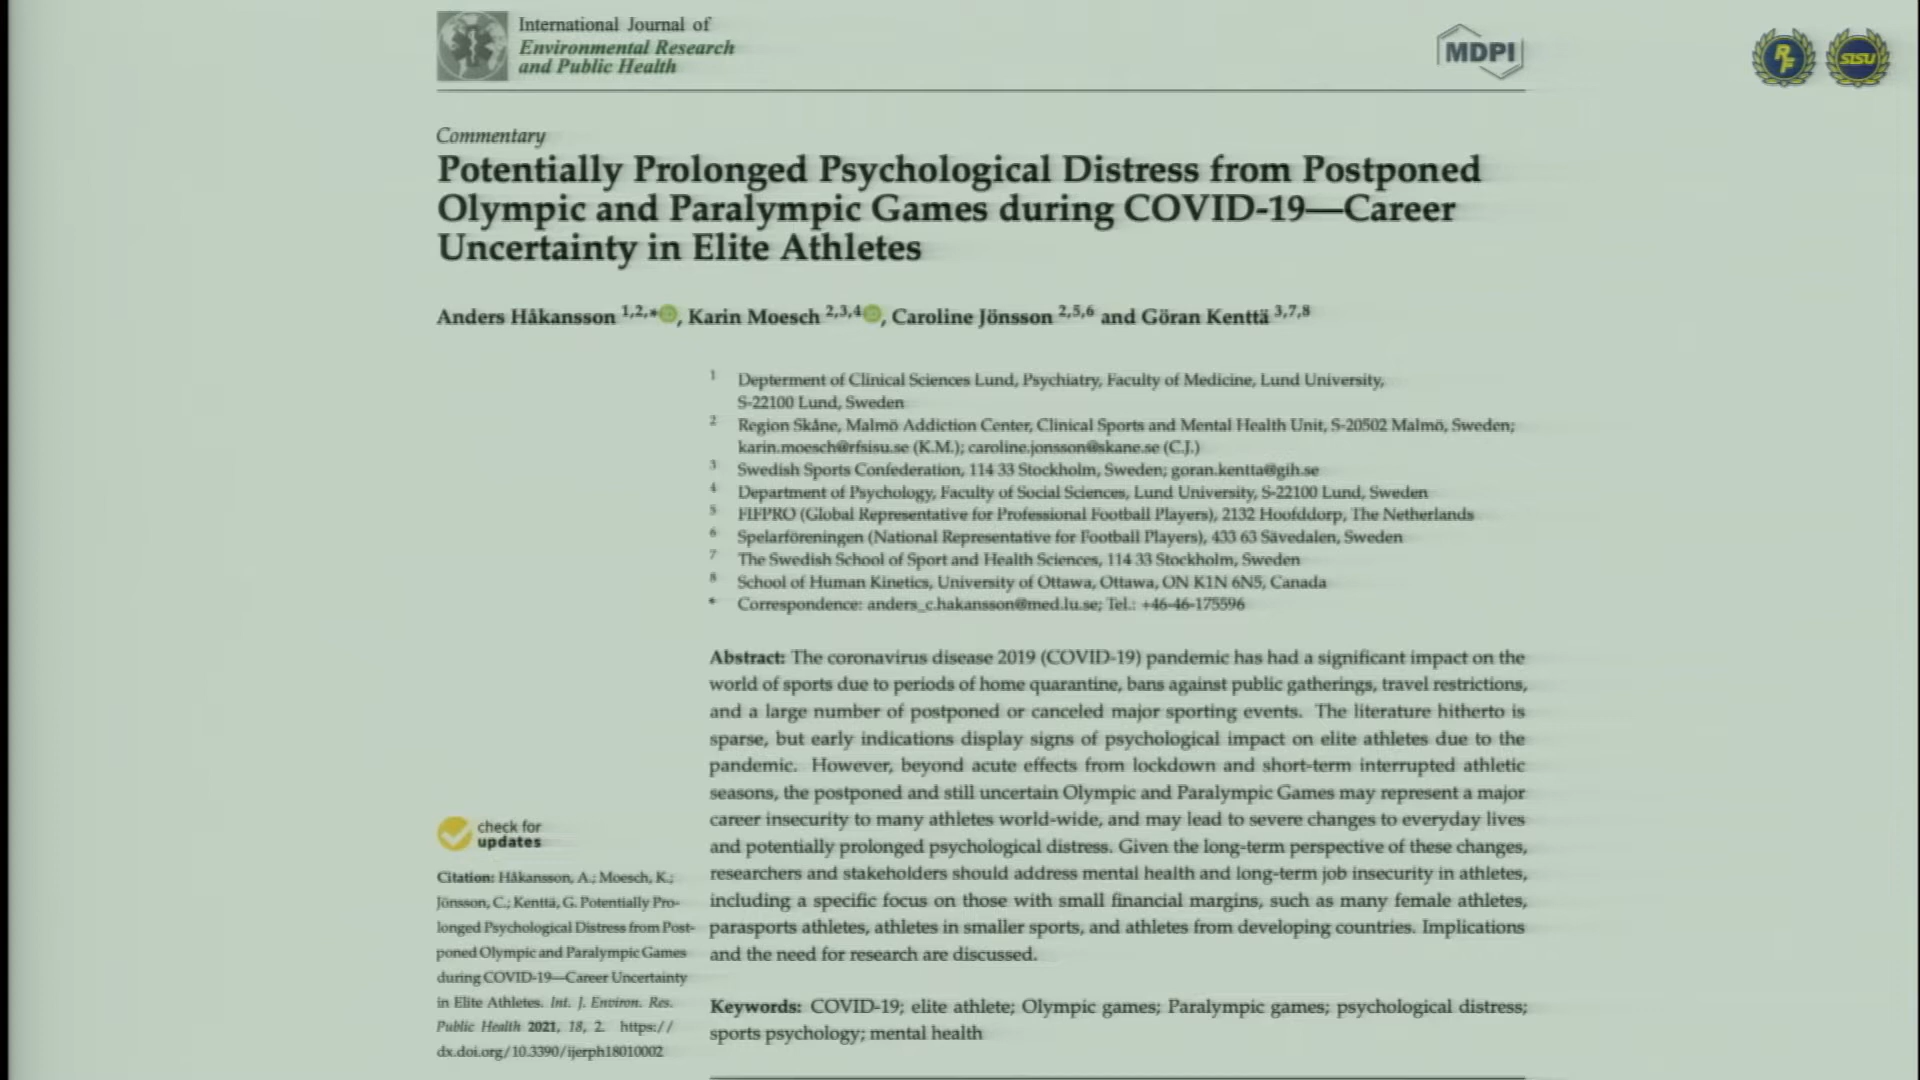 International Journal of
Environmental Research
and Public Health
MDPI
RF
SISU
Commentary
Potentially Prolonged Psychological Distress from Postponed
Olympic and Paralympic Games during COVID-19—Career
Uncertainty in Elite Athletes
Anders Håkansson 1,2,* , Karin Moesch 2,3,4 , Caroline Jönsson 2,5,6 and Göran Kenttä 3,7,8
1 Depterment of Clinical Sciences Lund, Psychiatry, Faculty of Medicine, Lund University,
S-22100 Lund, Sweden
2 Region Skåne, Malmö Addiction Center, Clinical Sports and Mental Health Unit, S-20502 Malmö, Sweden;
karin.moesch@rfsisu.se (K.M.); caroline.jonsson@skane.se (C.J.)
3 Swedish Sports Confederation, 114 33 Stockholm, Sweden; goran.kentta@gih.se
4 Department of Psychology, Faculty of Social Sciences, Lund University, S-22100 Lund, Sweden
5 FIFPRO (Global Representative for Professional Football Players), 2132 Hoofddorp, The Netherlands
6 Spelarföreningen (National Representative for Football Players), 433 63 Sävedalen, Sweden
7 The Swedish School of Sport and Health Sciences, 114 33 Stockholm, Sweden
8 School of Human Kinetics, University of Ottawa, Ottawa, ON K1N 6N5, Canada
* Correspondence: anders_c.hakansson@med.lu.se; Tel.: +46-46-175596
Abstract: The coronavirus disease 2019 (COVID-19) pandemic has had a significant impact on the
world of sports due to periods of home quarantine, bans against public gatherings, travel restrictions,
and a large number of postponed or canceled major sporting events. The literature hitherto is
sparse, but early indications display signs of psychological impact on elite athletes due to the
pandemic. However, beyond acute effects from lockdown and short-term interrupted athletic
seasons, the postponed and still uncertain Olympic and Paralympic Games may represent a major
career insecurity to many athletes world-wide, and may lead to severe changes to everyday lives
and potentially prolonged psychological distress. Given the long-term perspective of these changes,
researchers and stakeholders should address mental health and long-term job insecurity in athletes,
including a specific focus on those with small financial margins, such as many female athletes,
parasports athletes, athletes in smaller sports, and athletes from developing countries. Implications
and the need for research are discussed.
Keywords: COVID-19; elite athlete; Olympic games; Paralympic games; psychological distress;
sports psychology; mental health
check for
updates
Citation: Håkansson, A.; Moesch, K.;
Jönsson, C.; Kenttä, G. Potentially Pro-
longed Psychological Distress from Post-
poned Olympic and Paralympic Games
during COVID-19—Career Uncertainty
in Elite Athletes. Int. J. Environ. Res.
Public Health 2021, 18, 2. https://
dx.doi.org/10.3390/ijerph18010002